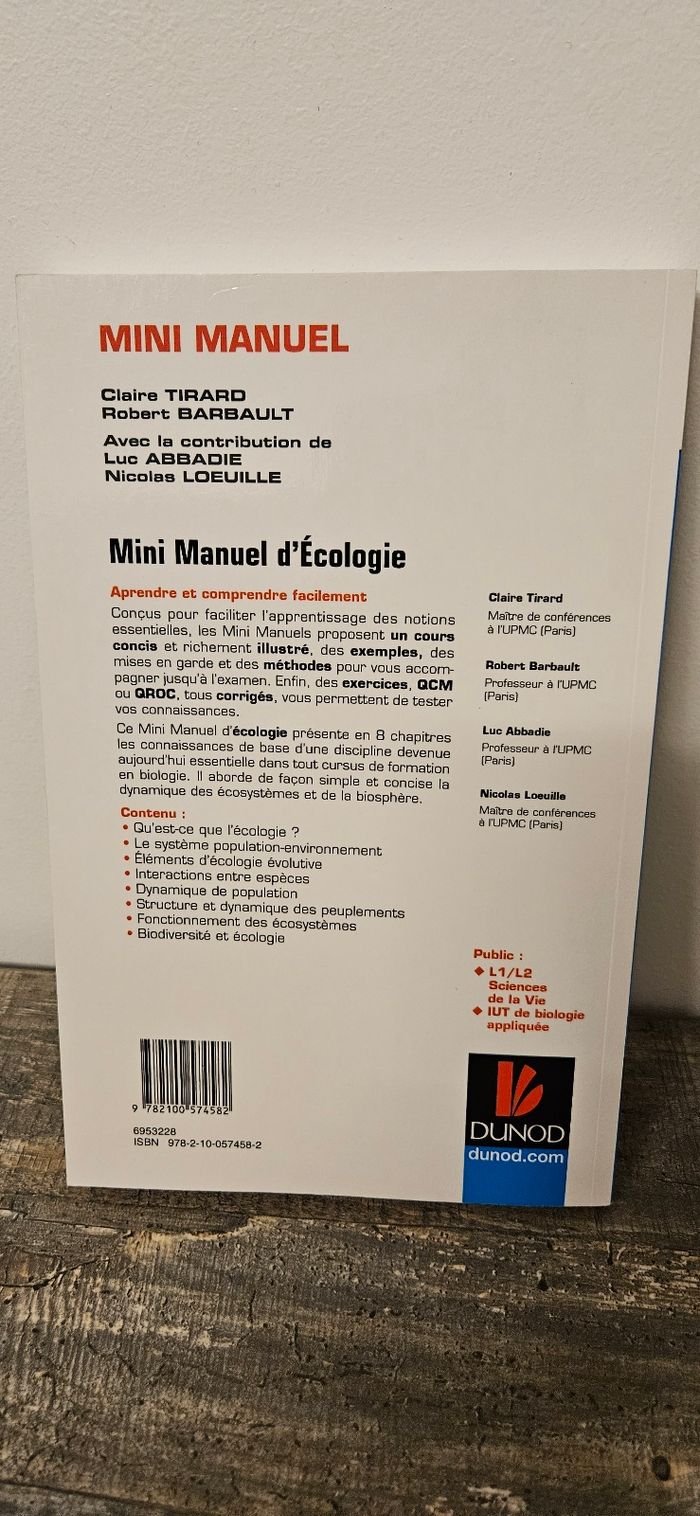 MINI MANUEL
Claire TIRARD
Robert BARBAULT
Avec la contribution de
Luc ABBADIE
Nicolas LOEUILLE
Mini Manuel d'Écologie
Aprendre et comprendre facilement
Conçus pour faciliter l'apprentissage des notions
essentielles, les Mini Manuels proposent un cours
concis et richement illustré, des exemples, des
mises en garde et des méthodes pour vous accom-
pagner jusqu'à l'examen. Enfin, des exercices, QCM
ou QROC, tous corrigés, vous permettent de tester
vos connaissances.
Ce Mini Manuel d'écologie présente en 8 chapitres
les connaissances de base d'une discipline devenue
aujourd'hui essentielle dans tout cursus de formation
en biologie. Il aborde de façon simple et concise la
dynamique des écosystèmes et de la biosphère.
Contenu :
• Qu'est-ce que l'écologie ?
• Le système population-environnement
• Éléments d'écologie évolutive
• Interactions entre espèces
• Dynamique de population
• Structure et dynamique des peuplements
• Fonctionnement des écosystèmes
• Biodiversité et écologie
Claire Tirard
Maître de conférences
à l'UPMC (Paris)
Robert Barbault
Professeur à l'UPMC
(Paris)
Luc Abbadie
Professeur à l'UPMC
(Paris)
Nicolas Loeuille
Maître de conférences
à l'UPMC (Paris)
Public :
◆ L1/L2
Sciences
de la Vie
◆ IUT de biologie
appliquée
9 782100 574582
6953228
ISBN 978-2-10-057458-2
DUNOD
dunod.com